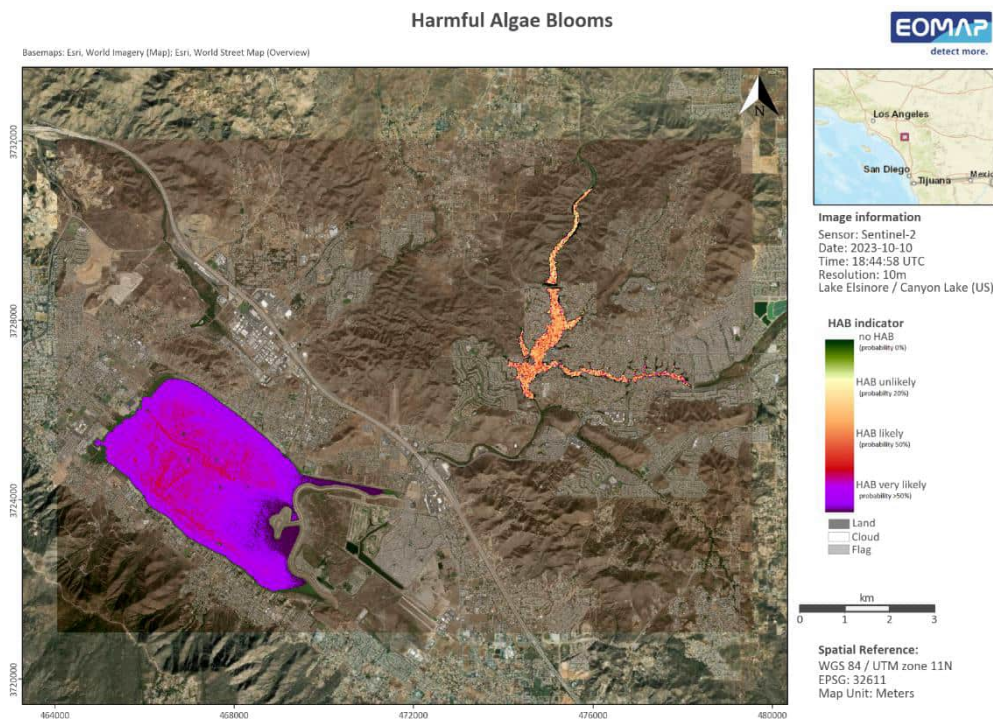 Harmful Algae Blooms
EOMAP
detect more.
Basemaps: Esri, World Imagery (Map); Esri, World Street Map (Overview)
N
3732000
3728000
3724000
3720000
464000
468000
472000
476000
480000
Los Angeles
San Diego
Tijuana
Mexic
Image information
Sensor: Sentinel-2
Date: 2023-10-10
Time: 18:44:58 UTC
Resolution: 10m
Lake Elsinore / Canyon Lake (US)
HAB indicator
no HAB
(probability 0%)
HAB unlikely
(probablity 20%)
HAB likely
(probability 50%)
HAB very likely
(probability >50%)
Land
Cloud
Flag
km
0 1 2 3
Spatial Reference:
WGS 84 / UTM zone 11N
EPSG: 32611
Map Unit: Meters